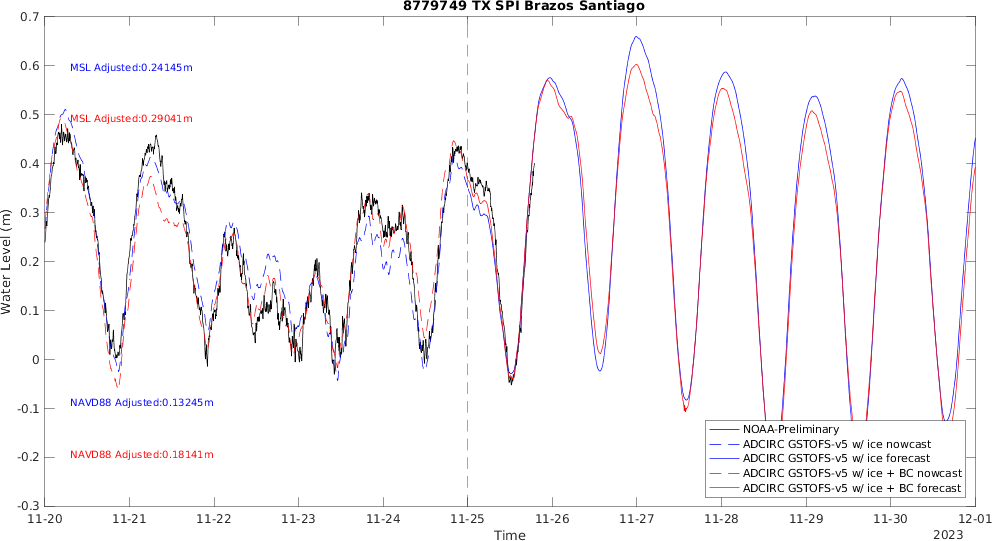 8779749 TX SPI Brazos Santiago
0.7
0.6
0.5
0.4
0.3
0.2
0.1
0
-0.1
-0.2
-0.3
Water Level (m)
MSL Adjusted:0.24145m
MSL Adjusted:0.29041m
NAVD88 Adjusted:0.13245m
NAVD88 Adjusted:0.18141m
NOAA-Preliminary
ADCIRC GSTOFS-v5 w/ ice nowcast
ADCIRC GSTOFS-v5 w/ ice forecast
ADCIRC GSTOFS-v5 w/ ice + BC nowcast
ADCIRC GSTOFS-v5 w/ ice + BC forecast
11-20 11-21 11-22 11-23 11-24 11-25 11-26 11-27 11-28 11-29 11-30 12-01
Time
2023